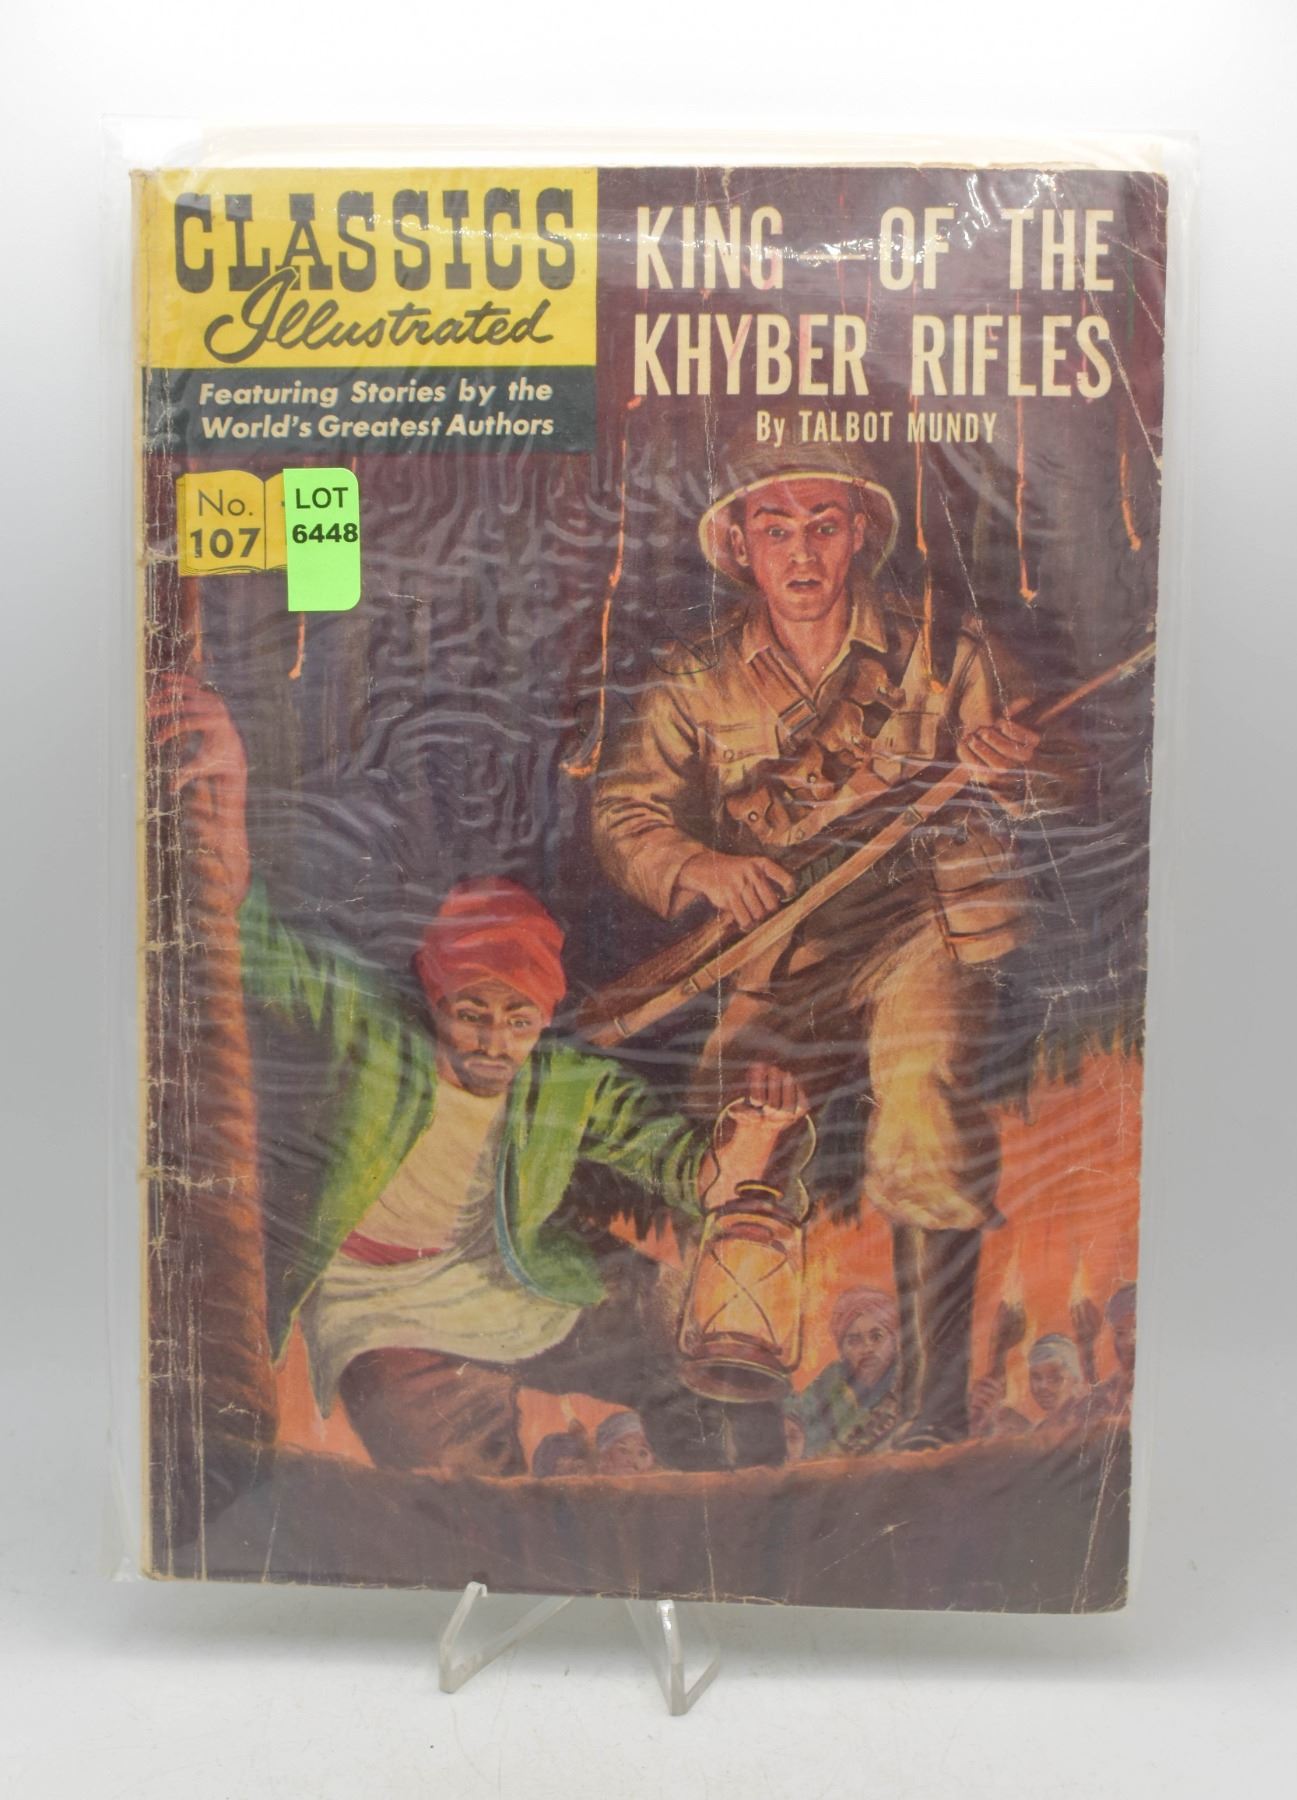 CLASSICS
Illustrated
Featuring Stories by the
World's Greatest Authors
KING—OF THE
KHYBER RIFLES
By TALBOT MUNDY
No.
107
LOT
6448